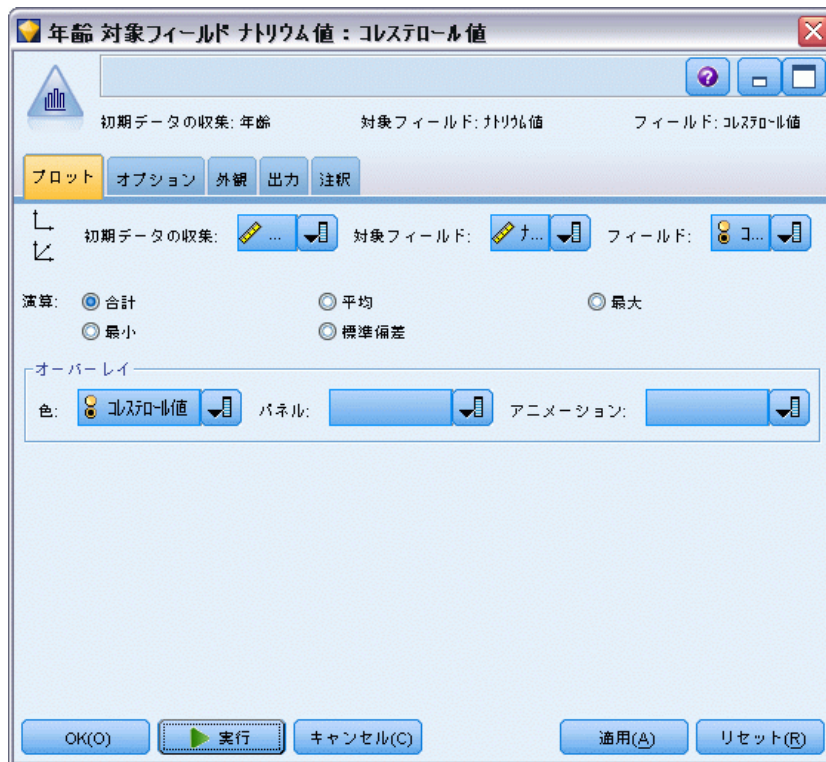 年齢 対象フィールド ナトリウム値 : コレステロール値
初期データの収集: 年齢 対象フィールド: ナトリウム値 フィールド: コレステロール値
プロット オプション 外観 出力 注釈
初期データの収集: ... 対象フィールド: ナ... フィールド: コ...
演算: 合計 平均 最大
最小 標準偏差
オーバーレイ
色: コレステロール値 パネル: アニメーション:
OK(O) 実行 キャンセル(C) 適用(A) リセット(R)